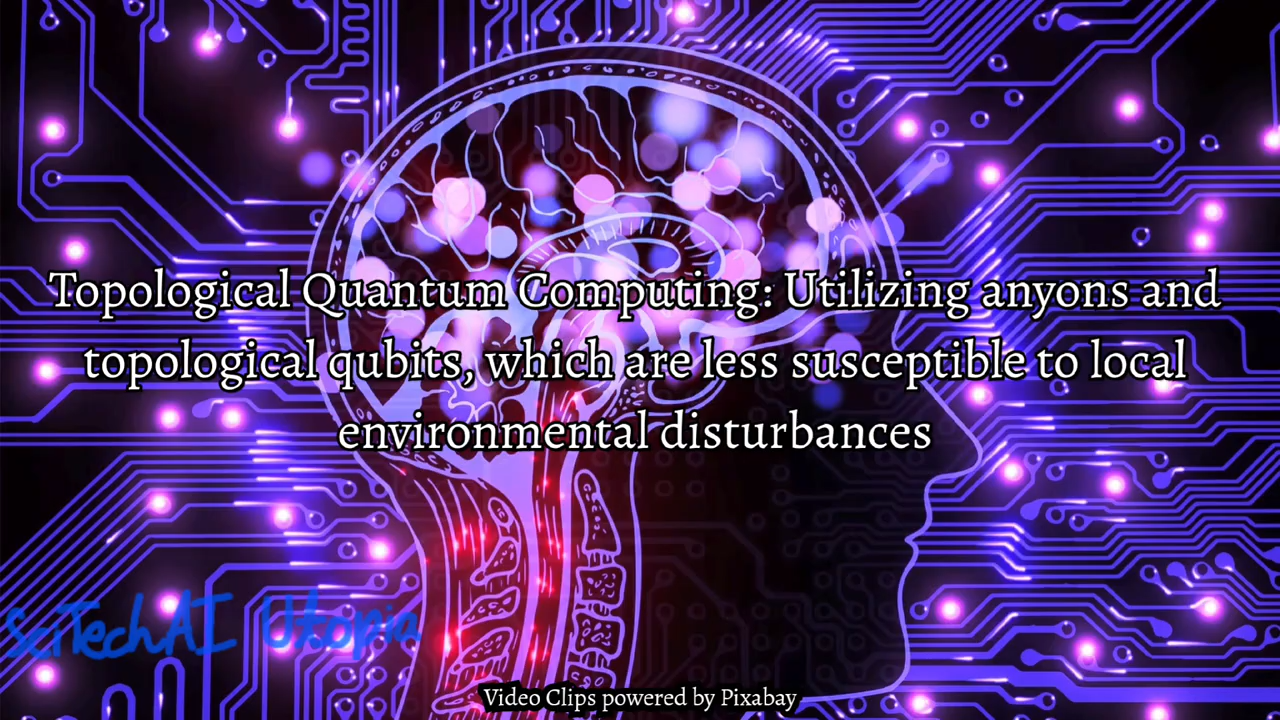 Topological Quantum Computing: Utilizing anyons and
topological qubits, which are less susceptible to local
environmental disturbances
SciTechAI Utopia
Video Clips powered by Pixabay